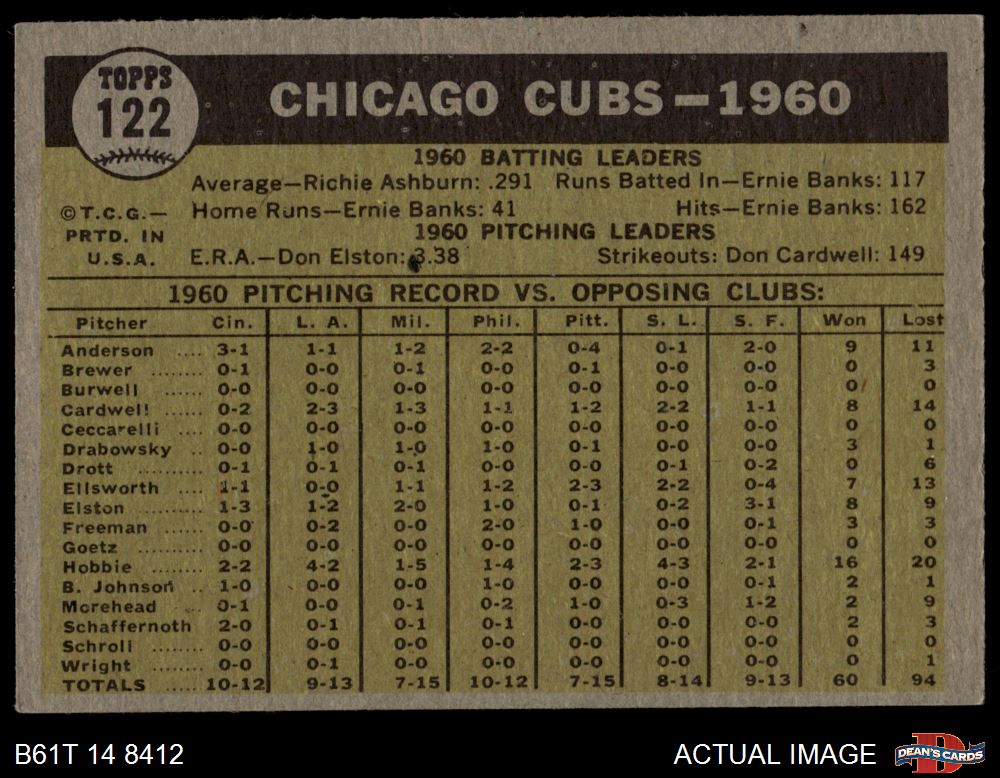 TOPPS
122
CHICAGO CUBS—1960
1960 BATTING LEADERS
Average—Richie Ashburn: .291 Runs Batted In—Ernie Banks: 117
©T.C.G.— Home Runs—Ernie Banks: 41 Hits—Ernie Banks: 162
PRTD. IN 1960 PITCHING LEADERS
U.S.A. E.R.A.—Don Elston: 3.38 Strikeouts: Don Cardwell: 149
1960 PITCHING RECORD VS. OPPOSING CLUBS:
Pitcher Cin. L. A. Mil. Phil. Pitt. S. L. S. F. Won Lost
Anderson .... 3-1 1-1 1-2 2-2 0-4 0-1 2-0 9 11
Brewer ........ 0-1 0-0 0-1 0-0 0-1 0-0 0-0 0 3
Burwell ...... 0-0 0-0 0-0 0-0 0-0 0-0 0-0 0 0
Cardwell ...... 0-2 2-3 1-3 1-1 1-2 2-2 1-1 8 14
Ceccarelli .... 0-0 0-0 0-0 0-0 0-0 0-0 0-0 0 0
Drabowsky .. 0-0 1-0 1-0 1-0 0-1 0-0 0-0 3 1
Drott .......... 0-1 0-1 0-1 0-0 0-0 0-1 0-2 0 6
Ellsworth .... 1-1 0-0 1-1 1-2 2-3 2-2 0-4 7 13
Elston ........ 1-3 1-2 2-0 1-0 0-1 0-2 3-1 8 9
Freeman ...... 0-0 0-2 0-0 2-0 1-0 0-0 0-1 3 3
Goetz .......... 0-0 0-0 0-0 0-0 0-0 0-0 0-0 0 0
Hobbie ........ 2-2 4-2 1-5 1-4 2-3 4-3 2-1 16 20
B. Johnson .. 1-0 0-0 0-0 1-0 0-0 0-0 0-1 2 1
Morehead .... 0-1 0-0 0-1 0-2 1-0 0-3 1-2 2 9
Schaffernoth 2-0 0-1 0-1 0-1 0-0 0-0 0-0 2 3
Schroll ........ 0-0 0-0 0-0 0-0 0-0 0-0 0-0 0 0
Wright ........ 0-0 0-1 0-0 0-0 0-0 0-0 0-0 0 1
TOTALS ..... 10-12 9-13 7-15 10-12 7-15 8-14 9-13 60 94
B61T 14 8412 ACTUAL IMAGE DEAN'S CARDS